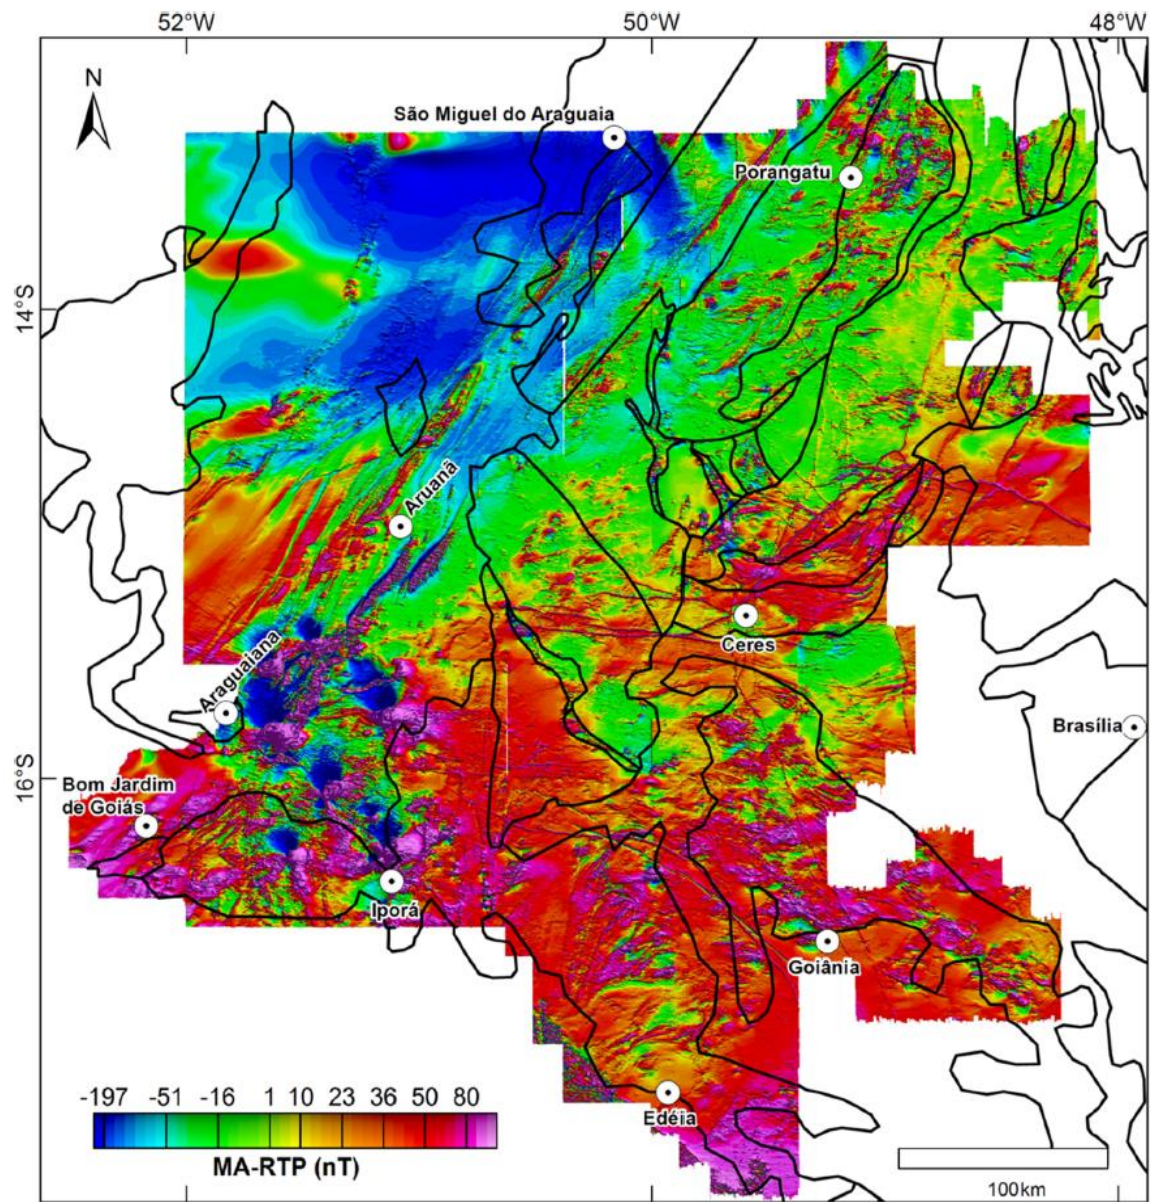 52°W
50°W
48°W
N
São Miguel do Araguaia
Porangatu
14°S
Aruanã
Ceres
Araguaiana
Brasília
16°S
Bom Jardim
de Goiás
Iporá
Goiânia
-197 -51 -16 1 10 23 36 50 80
Edéia
MA-RTP (nT)
100km